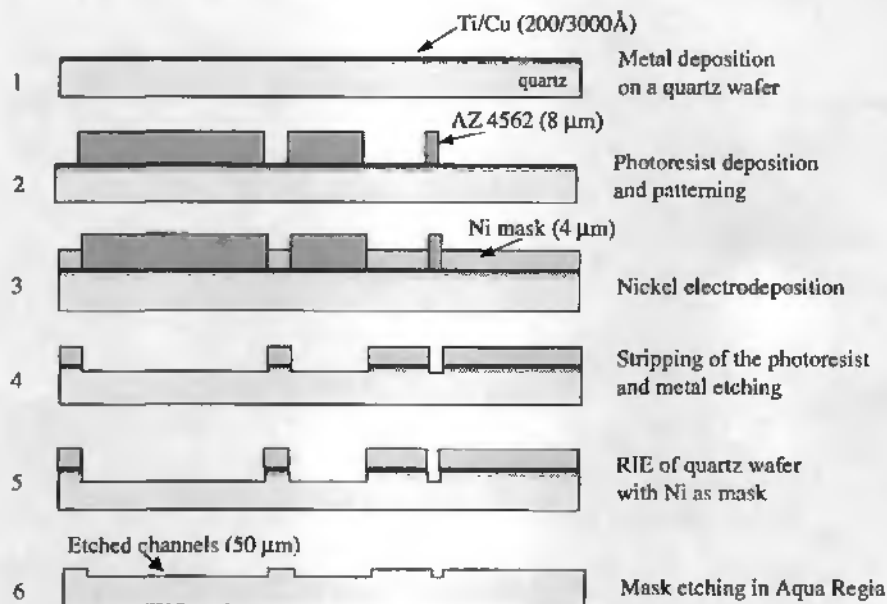 Ti/Cu (200/3000Å)
1
quartz
Metal deposition
on a quartz wafer
AZ 4562 (8 μm)
2
Photoresist deposition
and patterning
Ni mask (4 μm)
3
Nickel electrodeposition
4
Stripping of the photoresist
and metal etching
5
RIE of quartz wafer
with Ni as mask
Etched channels (50 μm)
6
Mask etching in Aqua Regia